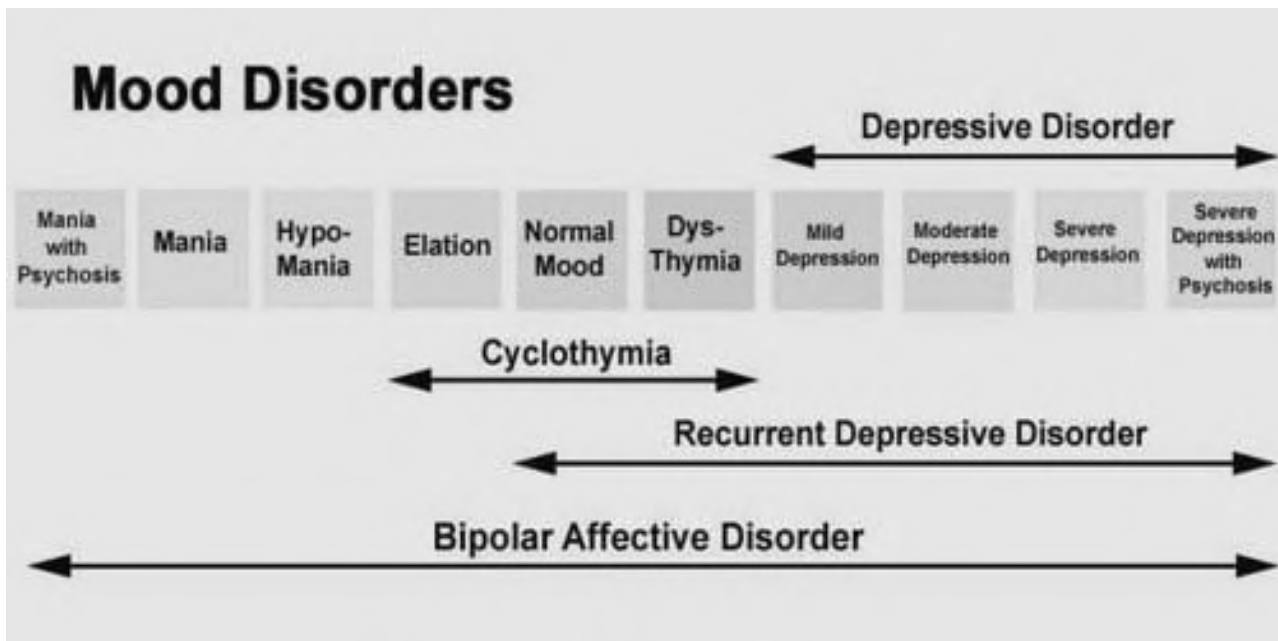 Mood Disorders
Depressive Disorder
Mania
with
Psychosis
Mania
Hypo-
Mania
Elation
Normal
Mood
Dys-
Thymia
Mild
Depression
Moderate
Depression
Severe
Depression
Severe
Depression
with
Psychosis
Cyclothymia
Recurrent Depressive Disorder
Bipolar Affective Disorder